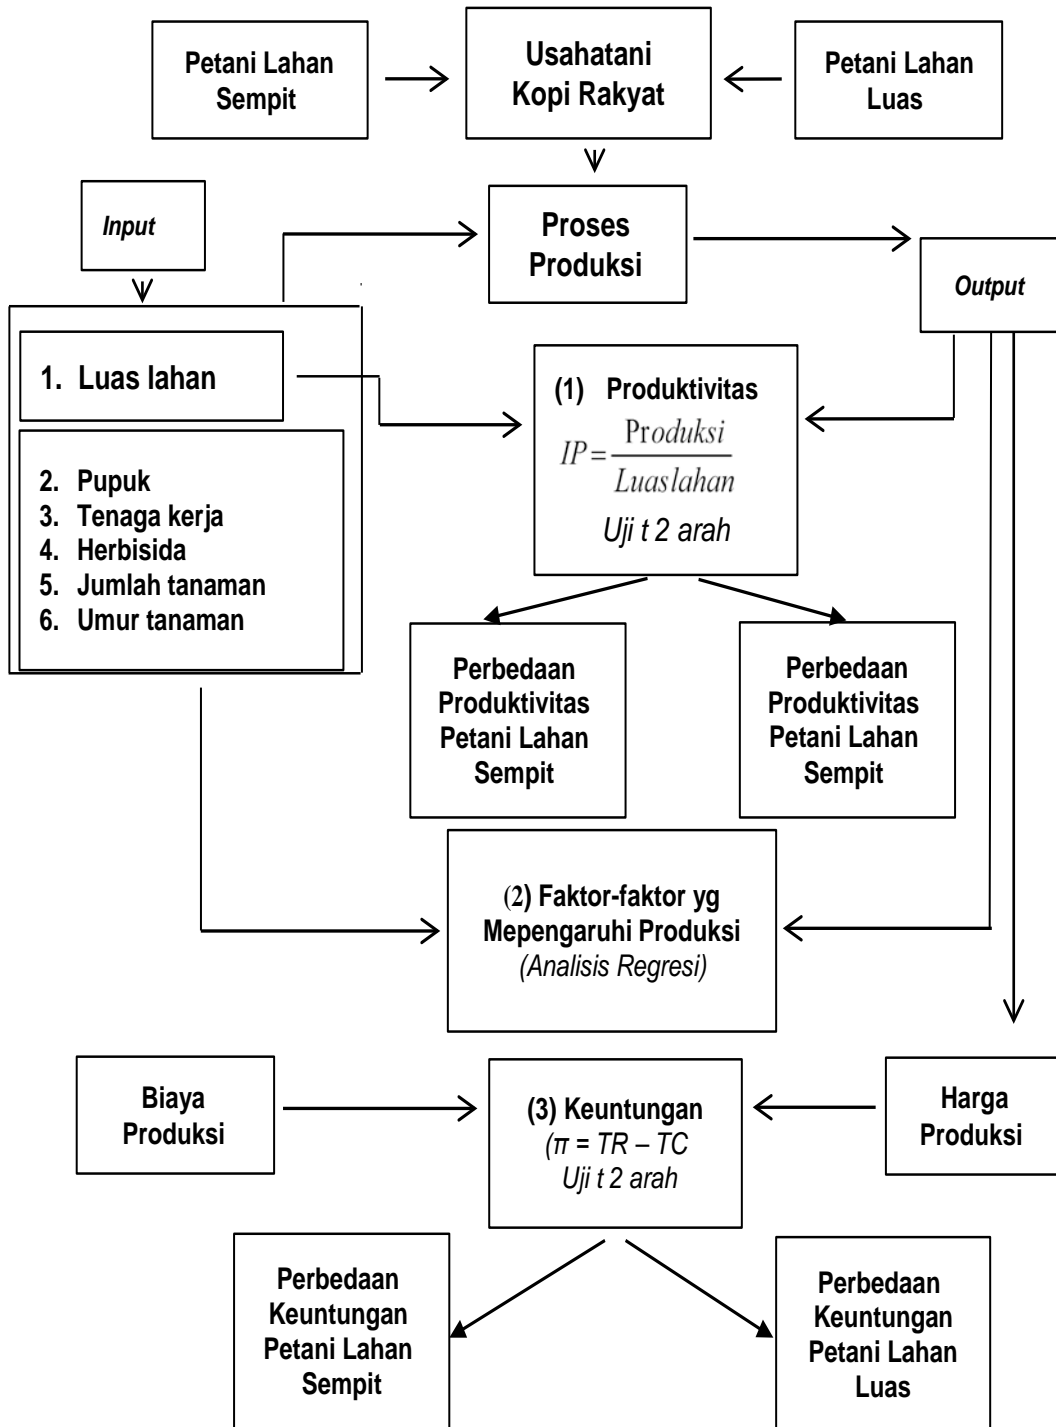 Petani Lahan
Sempit
Usahatani
Kopi Rakyat
Petani Lahan
Luas
Input
Proses
Produksi
Output
1. Luas lahan
(1) Produktivitas
IP = Produksi / Luas lahan
Uji t 2 arah
2. Pupuk
3. Tenaga kerja
4. Herbisida
5. Jumlah tanaman
6. Umur tanaman
Perbedaan
Produktivitas
Petani Lahan
Sempit
Perbedaan
Produktivitas
Petani Lahan
Sempit
(2) Faktor-faktor yg
Mepengaruhi Produksi
(Analisis Regresi)
Biaya
Produksi
(3) Keuntungan
(π = TR – TC
Uji t 2 arah
Harga
Produksi
Perbedaan
Keuntungan
Petani Lahan
Sempit
Perbedaan
Keuntungan
Petani Lahan
Luas